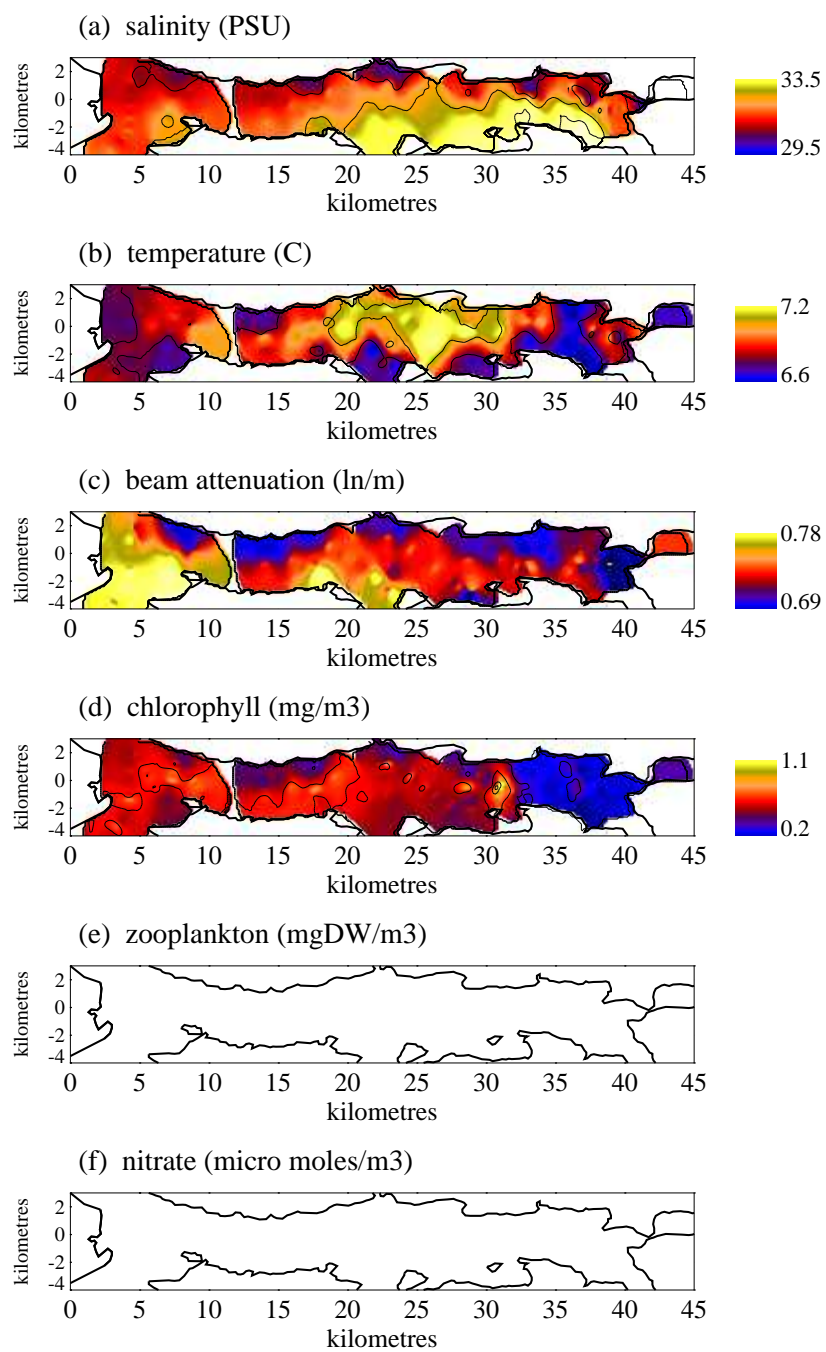 (a) salinity (PSU)
kilometres
2
0
-2
-4
0 5 10 15 20 25 30 35 40 45
kilometres
33.5
29.5
(b) temperature (C)
kilometres
2
0
-2
-4
0 5 10 15 20 25 30 35 40 45
kilometres
7.2
6.6
(c) beam attenuation (ln/m)
kilometres
2
0
-2
-4
0 5 10 15 20 25 30 35 40 45
kilometres
0.78
0.69
(d) chlorophyll (mg/m3)
kilometres
2
0
-2
-4
0 5 10 15 20 25 30 35 40 45
kilometres
1.1
0.2
(e) zooplankton (mgDW/m3)
kilometres
2
0
-2
-4
0 5 10 15 20 25 30 35 40 45
kilometres
(f) nitrate (micro moles/m3)
kilometres
2
0
-2
-4
0 5 10 15 20 25 30 35 40 45
kilometres